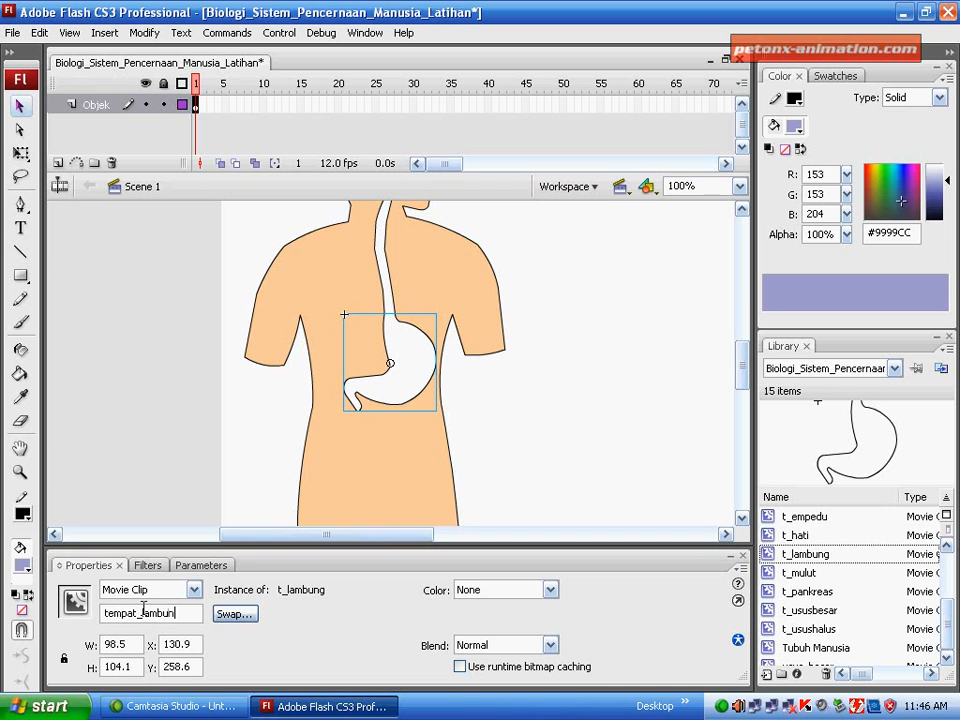 Adobe Flash CS3 Professional - [Biologi_Sistem_Pencernaan_Manusia_Latihan*]
File Edit View Insert Modify Text Commands Control Debug Window Help
petonx-animation.com
Biologi_Sistem_Pencernaan_Manusia_Latihan*
1 5 10 15 20 25 30 35 40 45 50 55 60 65 70
Objek
1 12.0 fps 0.0s
Scene 1
Workspace
100%
Fl
Color Swatches
Type: Solid
R: 153
G: 153
B: 204
Alpha: 100%
#9999CC
Library
Biologi_Sistem_Pencernaar
15 items
Name Type
t_empedu Movie C
t_hati Movie C
t_lambung Movie C
t_mulut Movie C
t_pankreas Movie C
t_ususbesar Movie C
t_usushalus Movie C
Tubuh Manusia Movie C
Properties Filters Parameters
Movie Clip
Instance of: t_lambung
Color: None
tempat_lambun
Swap...
W: 98.5 X: 130.9
Blend: Normal
H: 104.1 Y: 258.6
Use runtime bitmap caching
start
Camtasia Studio - Unt...
Adobe Flash CS3 Prof...
Desktop
11:46 AM